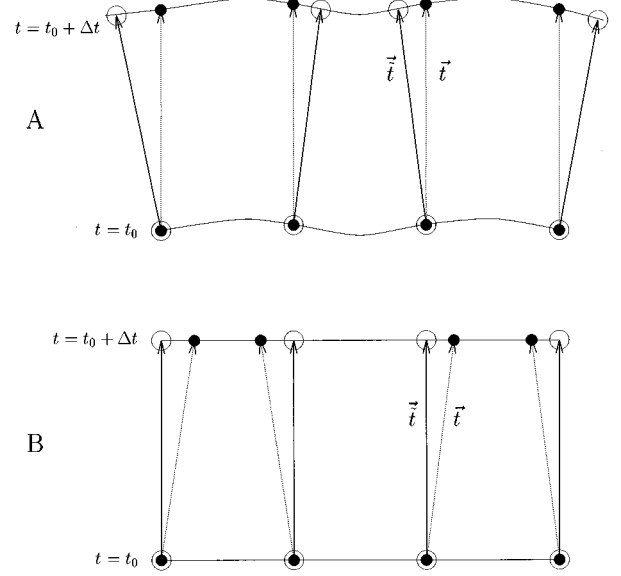 t = t₀ + Δt
A
t⃗̃ t⃗
t = t₀
t = t₀ + Δt
B
t⃗̃ t⃗
t = t₀